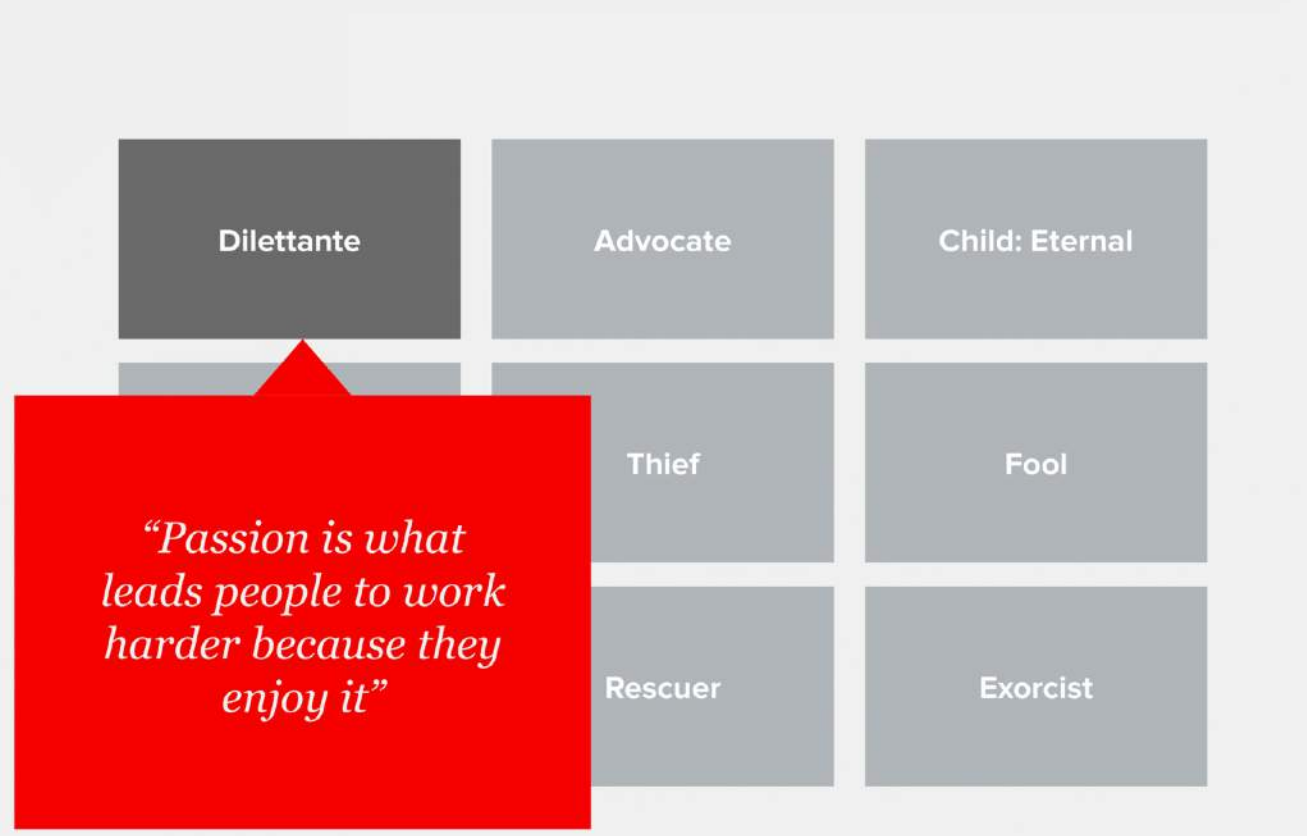 Dilettante
Advocate
Child: Eternal
Thief
Fool
“Passion is what
leads people to work
harder because they
enjoy it”
Rescuer
Exorcist